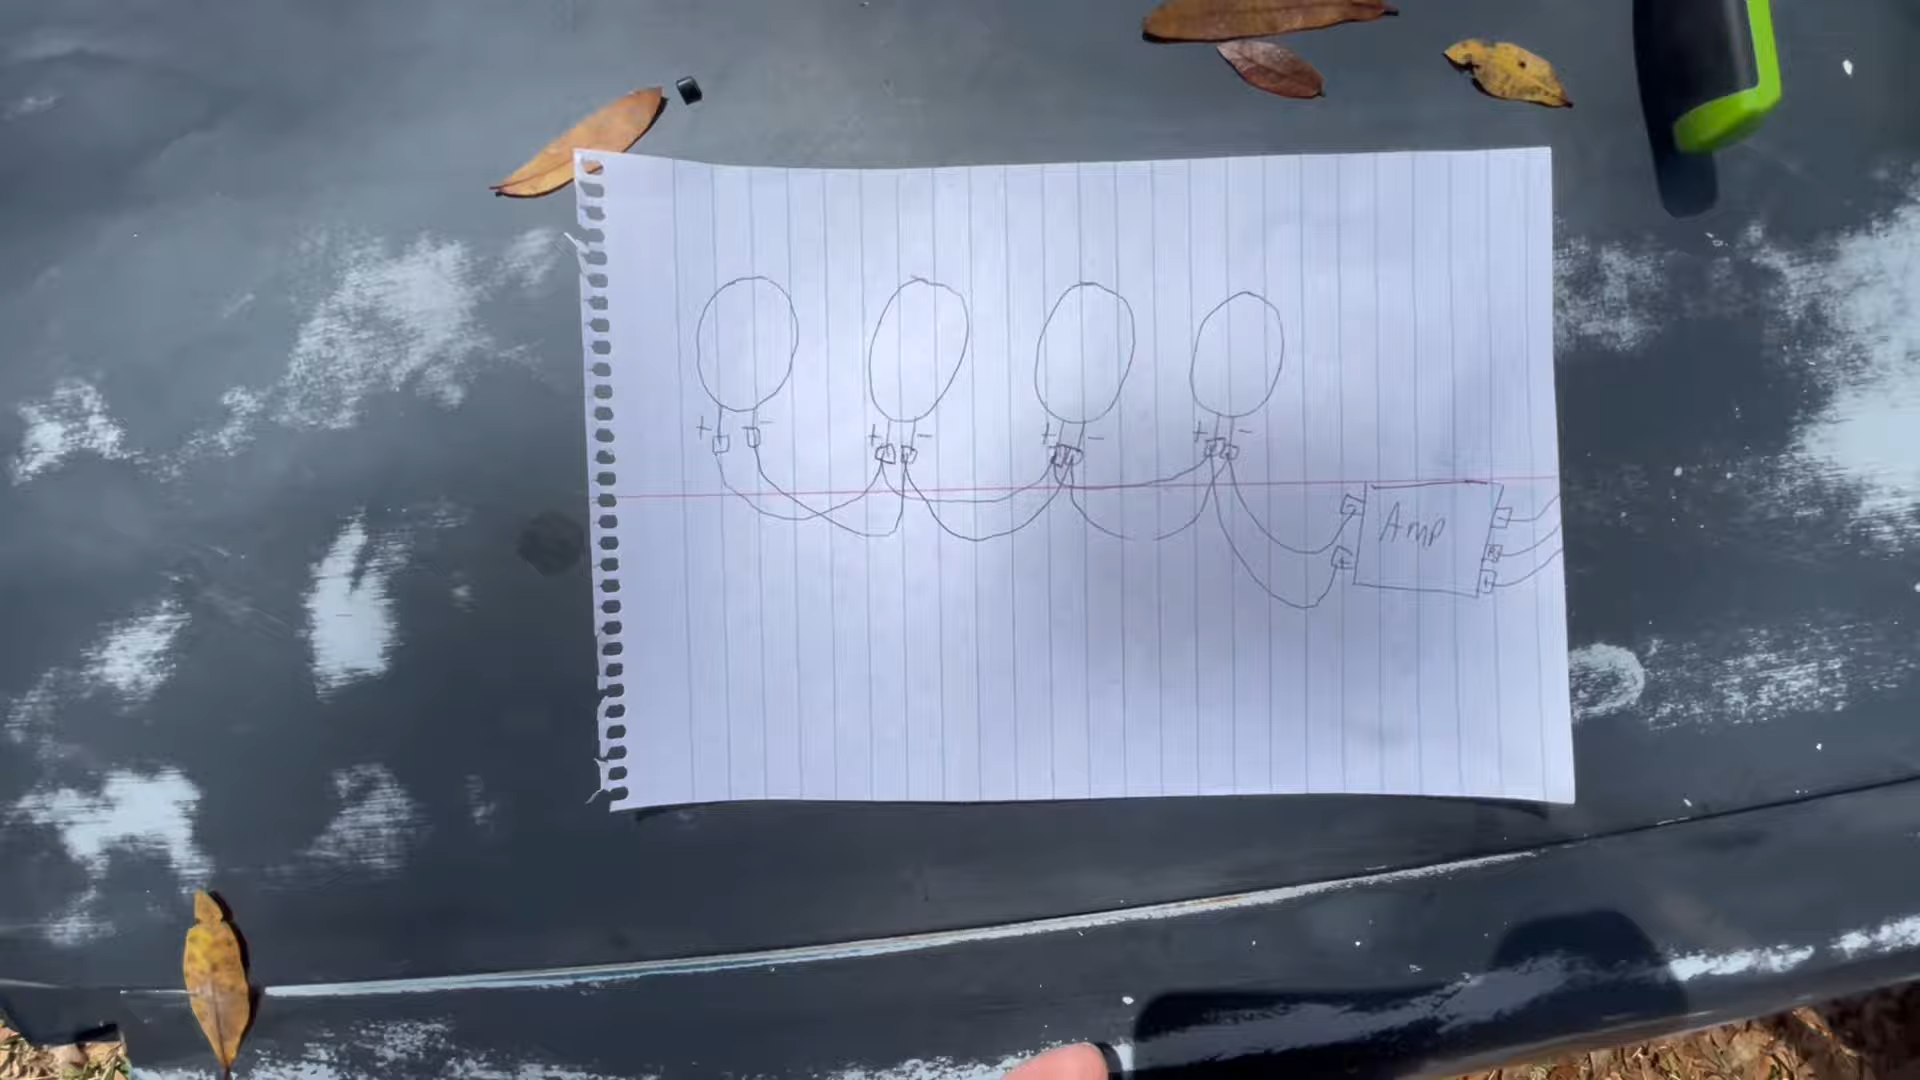 + - + - + - + -
Amp
-
+